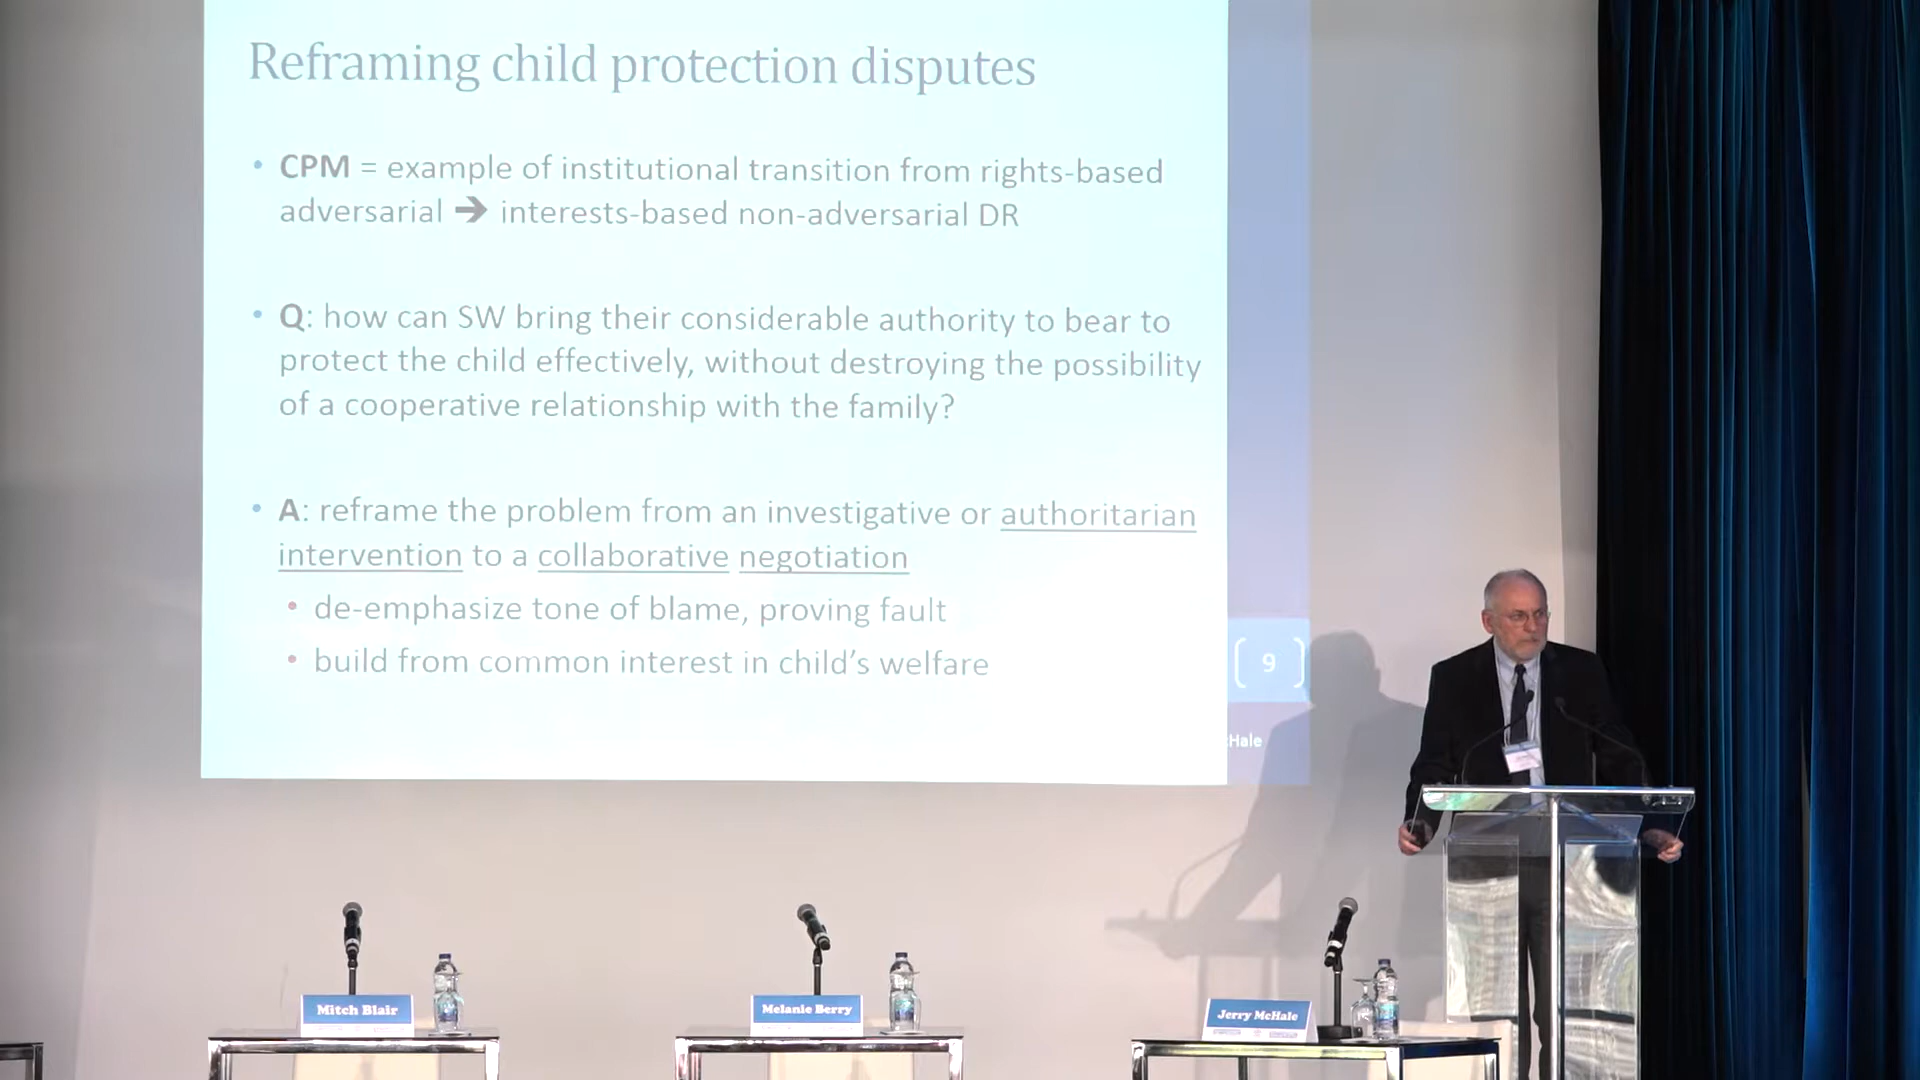 Reframing child protection disputes
• CPM = example of institutional transition from rights-based
adversarial ➔ interests-based non-adversarial DR
• Q: how can SW bring their considerable authority to bear to
protect the child effectively, without destroying the possibility
of a cooperative relationship with the family?
• A: reframe the problem from an investigative or authoritarian
intervention to a collaborative negotiation
• de-emphasize tone of blame, proving fault
• build from common interest in child's welfare
9
Hale
Mitch Blair
Melanie Berry
Jerry McHale